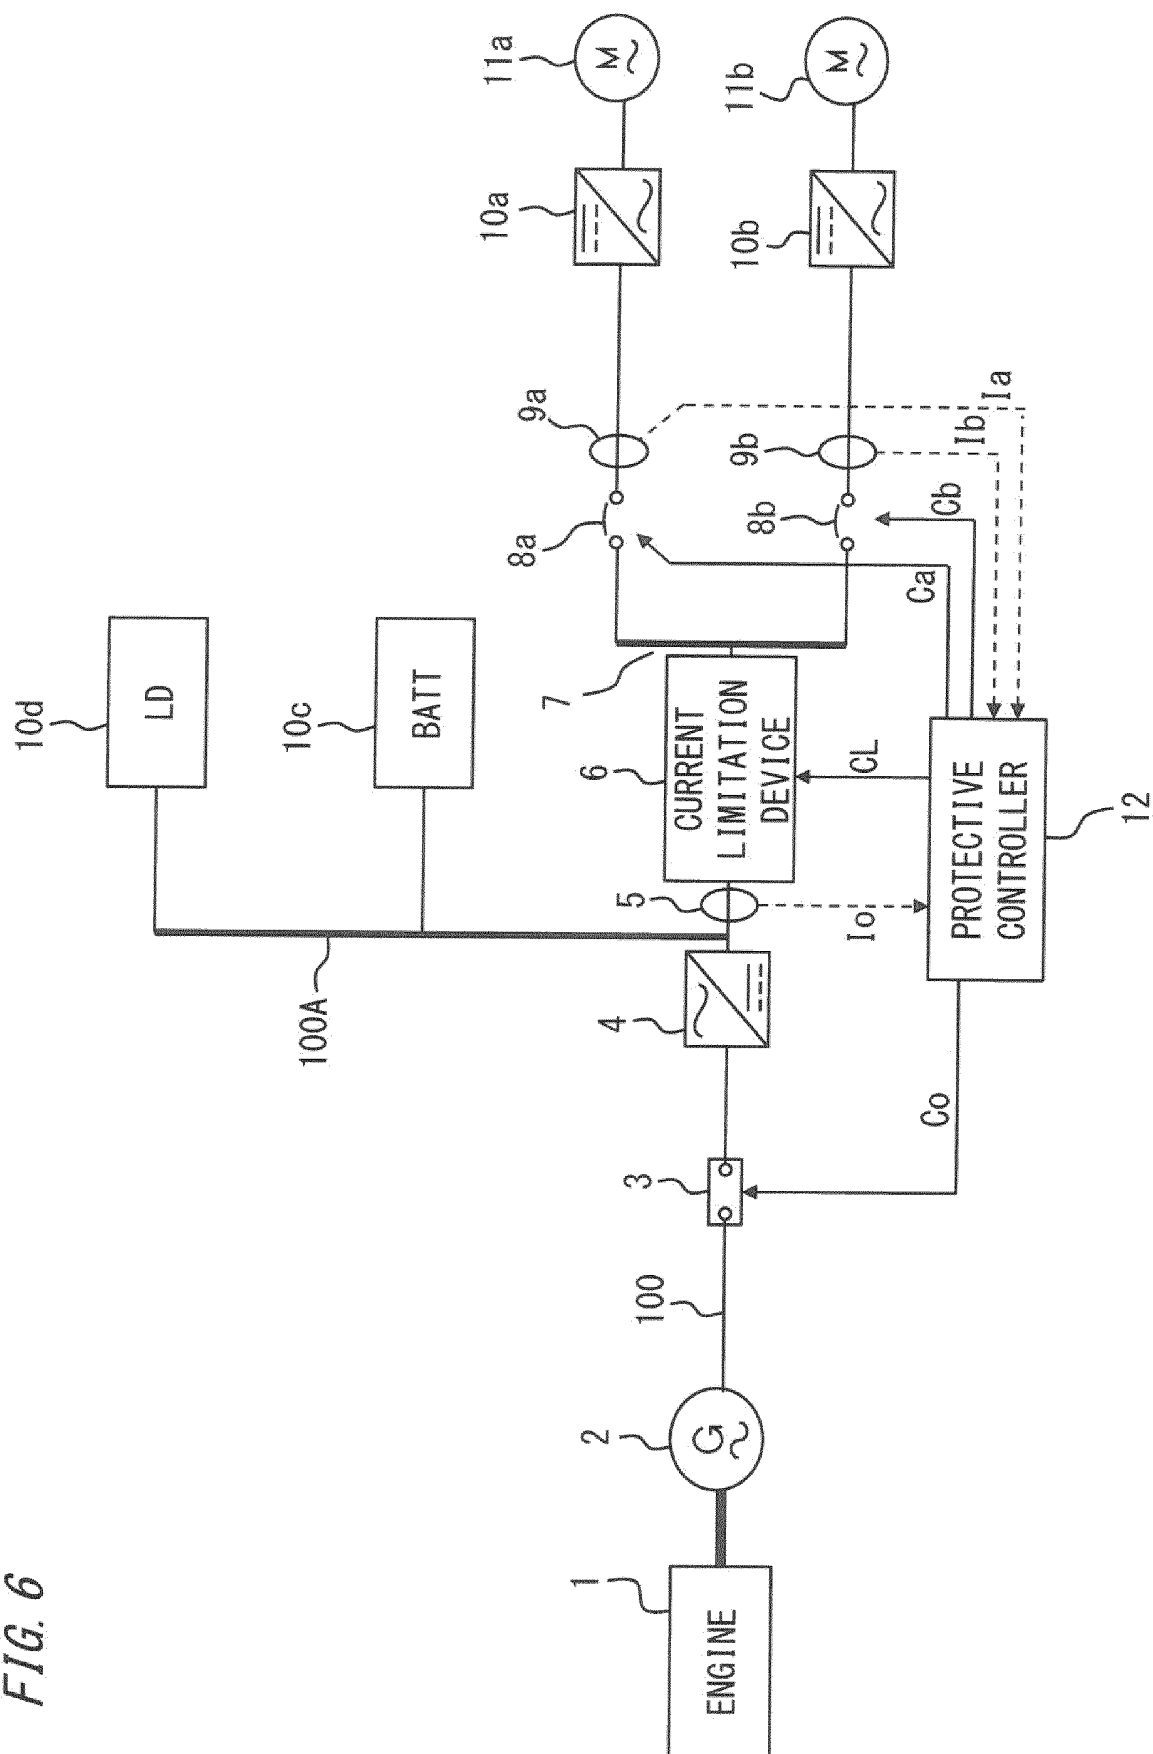 FIG. 6
1
ENGINE
2
G
100
3
4
100A
10d
LD
10c
BATT
5
6
CURRENT
LIMITATION
DEVICE
7
8a
9a
10a
11a
M
8b
9b
10b
11b
M
Io
CL
Co
Ca
Cb
Ib
Ia
PROTECTIVE
CONTROLLER
12